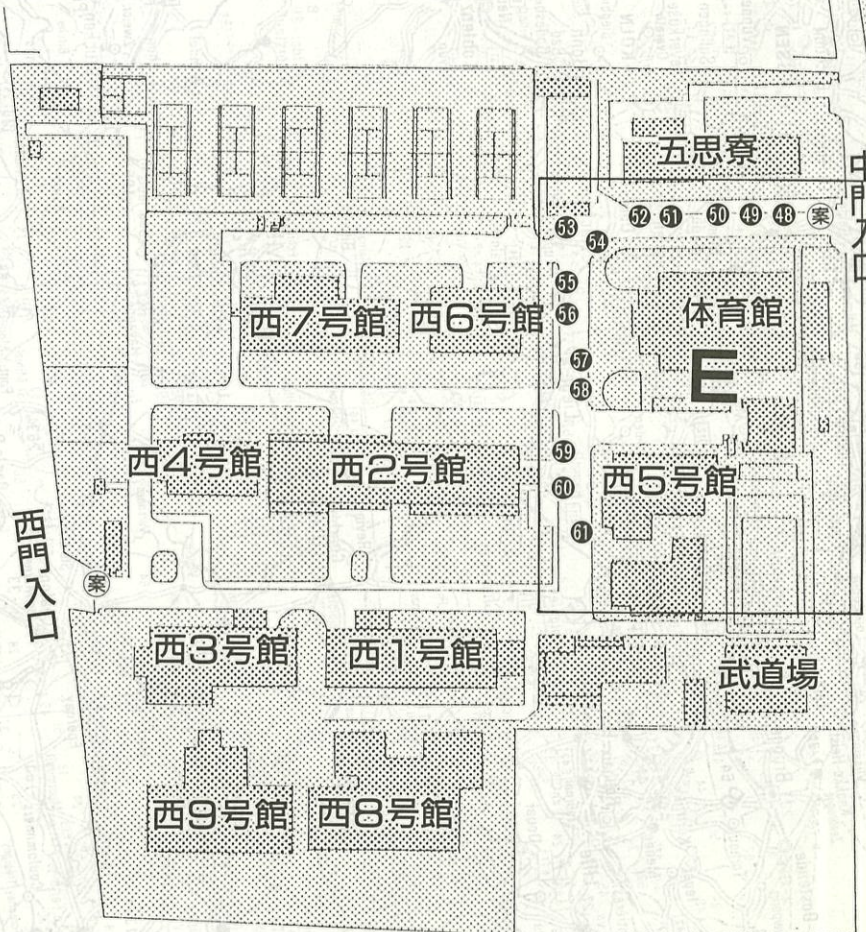 五思寮
中門入口
53
52
51
50
49
48
案
54
55
西7号館
西6号館
56
体育館
57
E
58
西4号館
西2号館
59
60
西5号館
61
西門入口
案
西3号館
西1号館
武道場
西9号館
西8号館